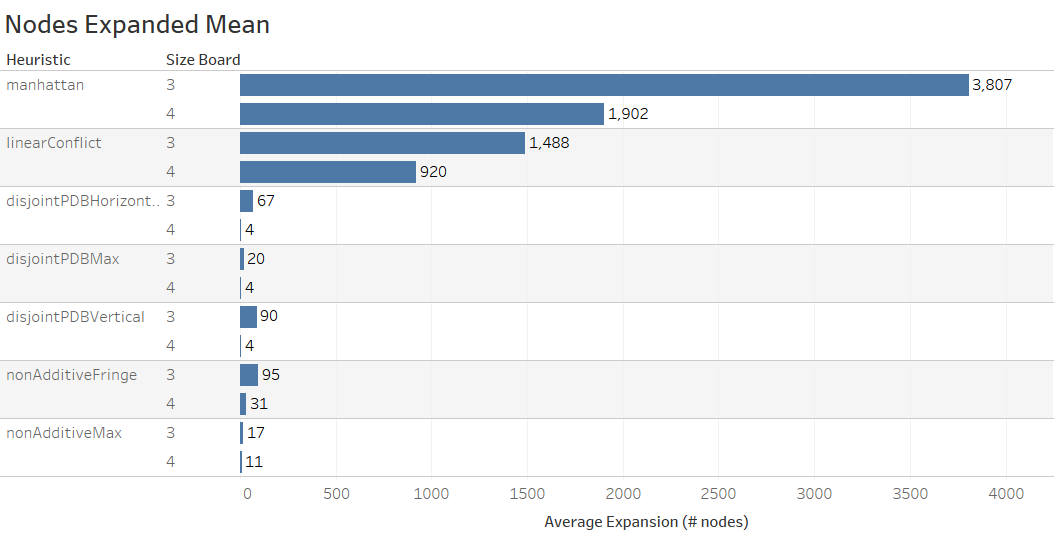 Nodes Expanded Mean
Heuristic Size Board
manhattan 3 3,807
4 1,902
linearConflict 3 1,488
4 920
disjointPDBHorizont.. 3 67
4 4
disjointPDBMax 3 20
4 4
disjointPDBVertical 3 90
4 4
nonAdditiveFringe 3 95
4 31
nonAdditiveMax 3 17
4 11
0 500 1000 1500 2000 2500 3000 3500 4000
Average Expansion (# nodes)